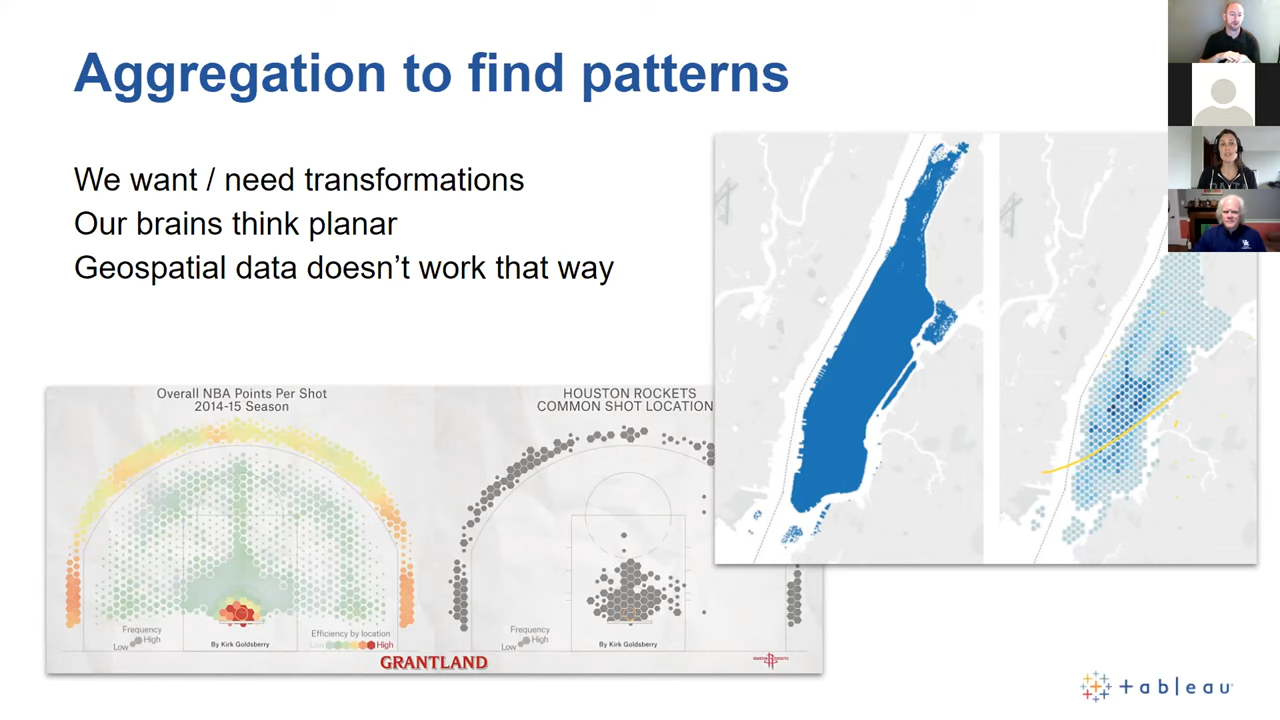 Aggregation to find patterns
We want / need transformations
Our brains think planar
Geospatial data doesn’t work that way
Overall NBA Points Per Shot
2014-15 Season
Frequency
Low High
By Kirk Goldsberry
Efficiency by location
Low High
HOUSTON ROCKETS
COMMON SHOT LOCATION
Frequency
Low High
By Kirk Goldsberry
GRANTLAND
HOUSTON ROCKETS
tableau